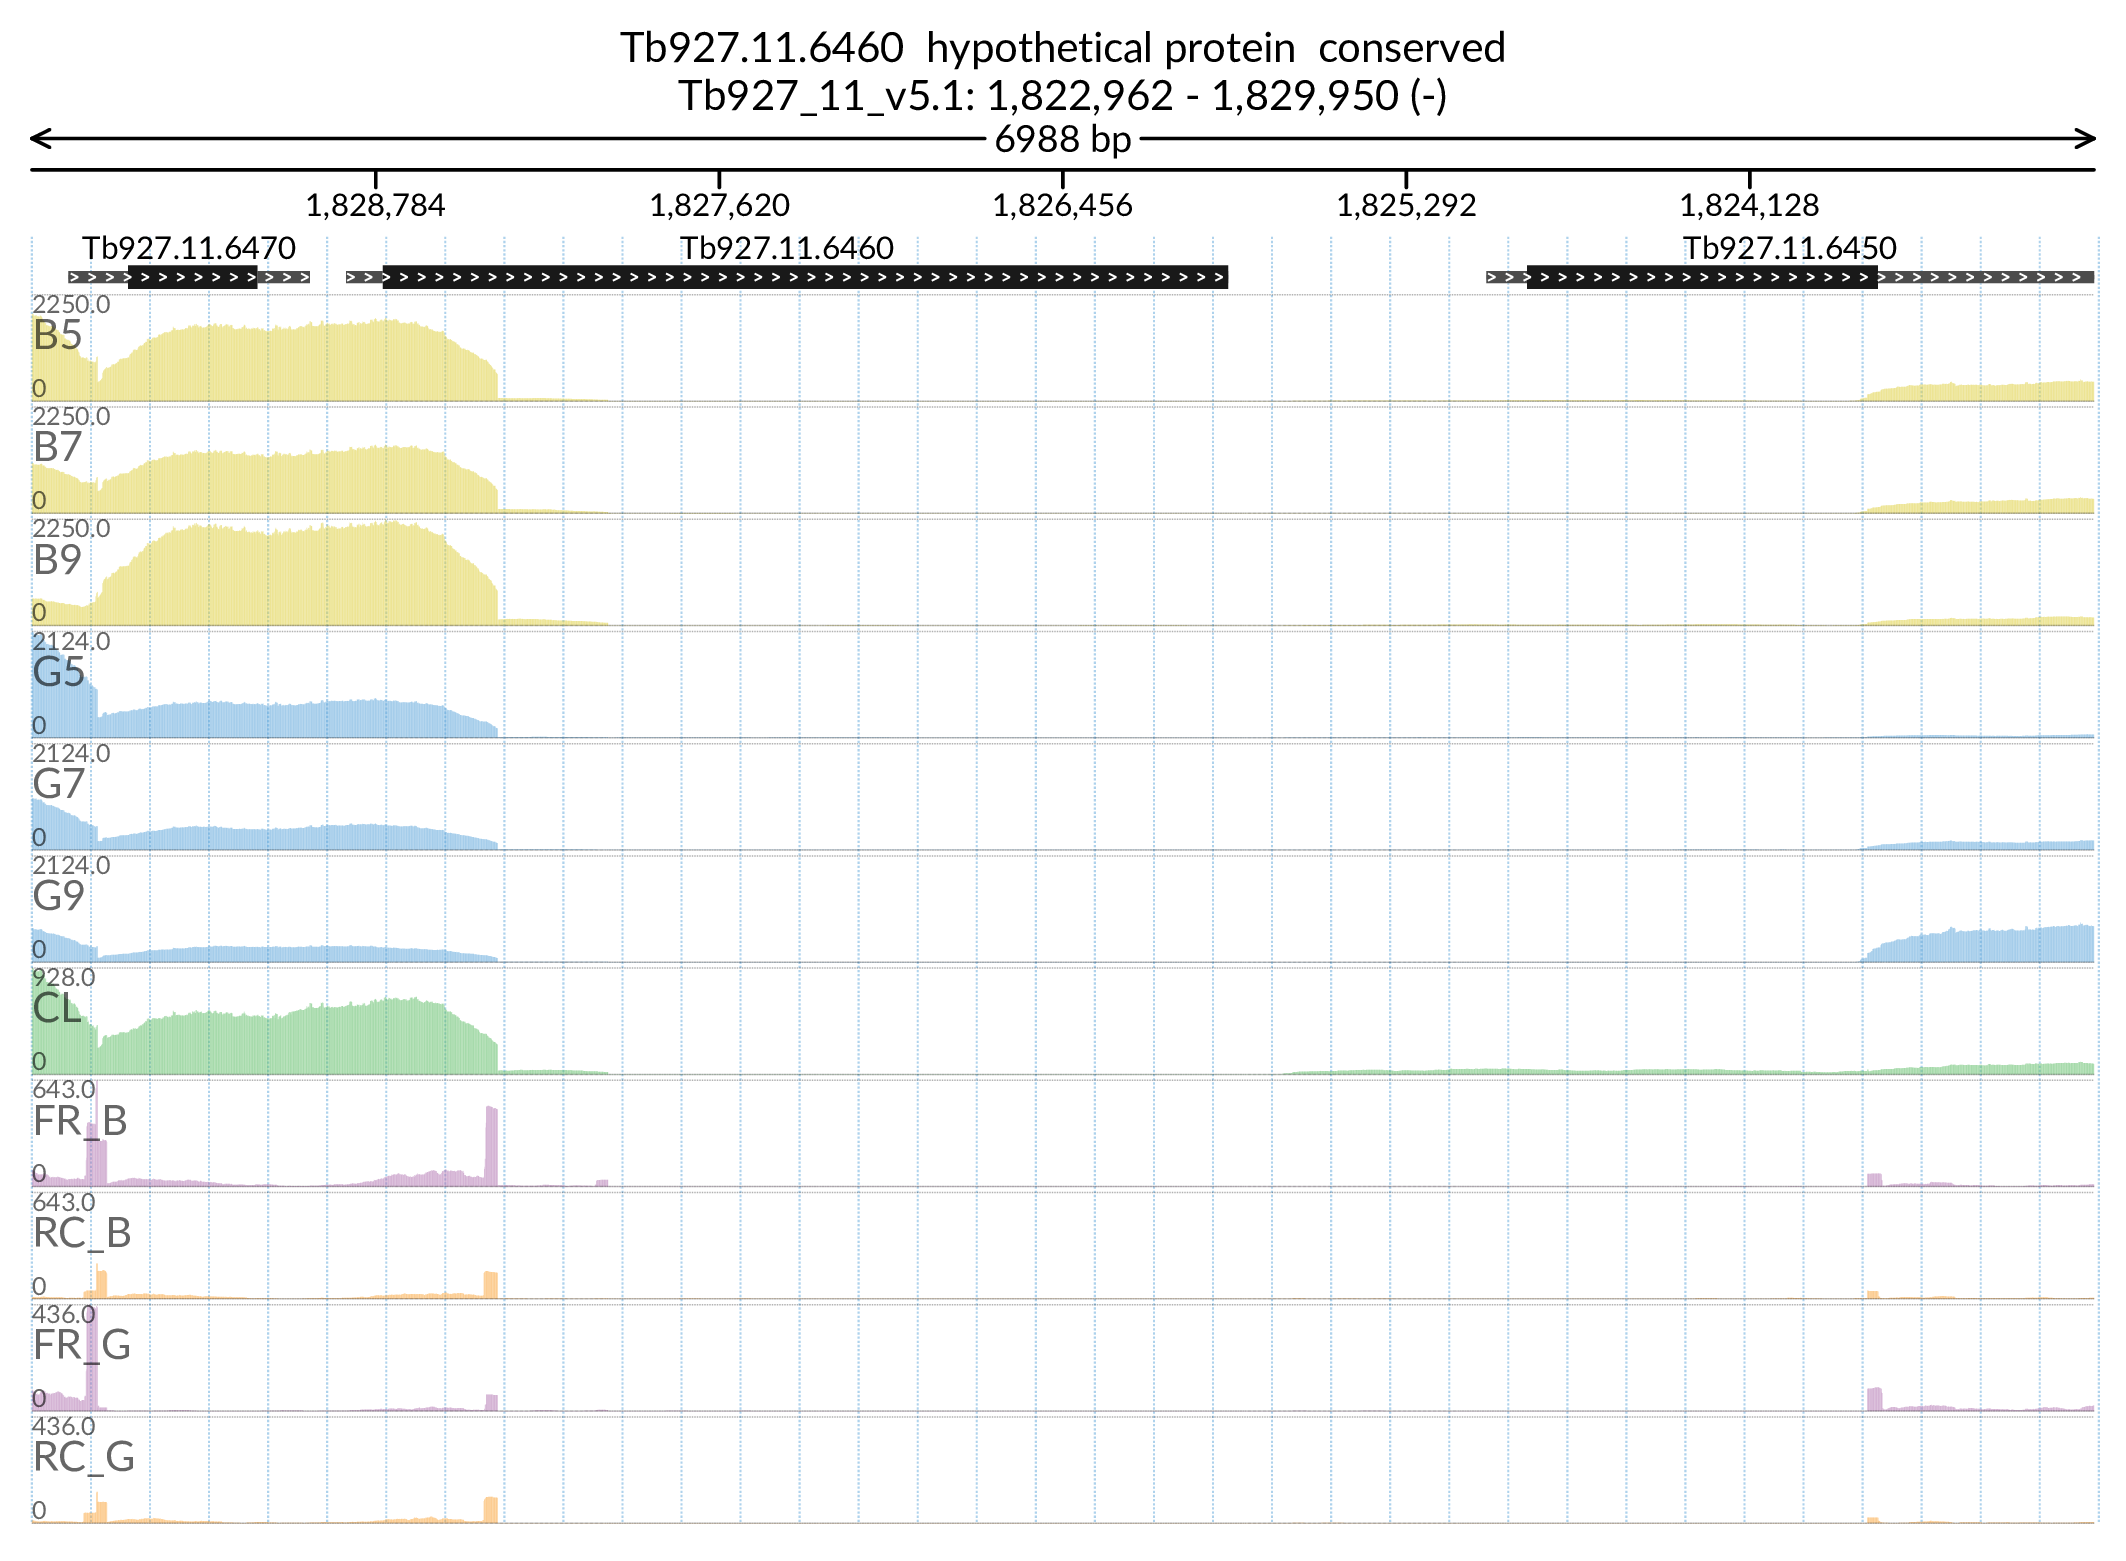 Tb927.11.6460  hypothetical protein  conserved
Tb927_11_v5.1: 1,822,962 - 1,829,950 (-)
6988 bp
1,828,784 1,827,620 1,826,456 1,825,292 1,824,128
Tb927.11.6470 Tb927.11.6460 Tb927.11.6450
2250.0
B5
0
2250.0
B7
0
2250.0
B9
0
2124.0
G5
0
2124.0
G7
0
2124.0
G9
0
928.0
CL
0
643.0
FR_B
0
643.0
RC_B
0
436.0
FR_G
0
436.0
RC_G
0